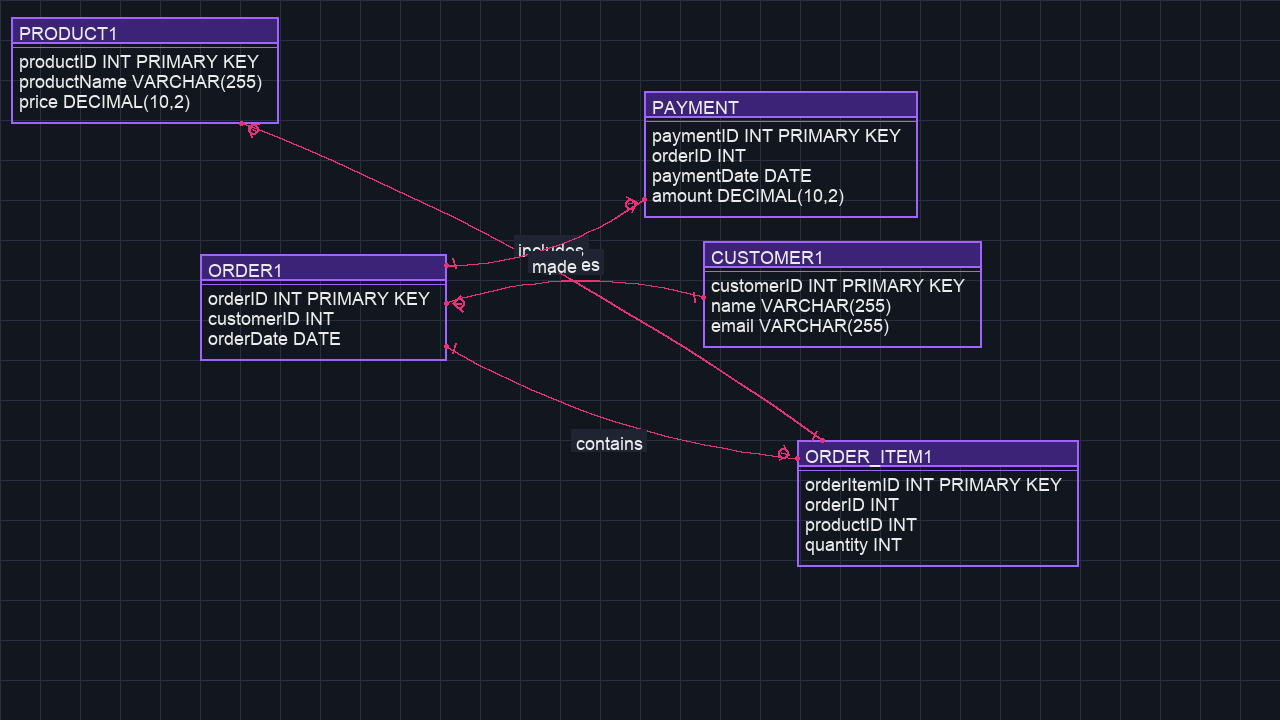 PRODUCT1
productID INT PRIMARY KEY
productName VARCHAR(255)
price DECIMAL(10,2)
PAYMENT
paymentID INT PRIMARY KEY
orderID INT
paymentDate DATE
amount DECIMAL(10,2)
includes
made
ORDER1
orderID INT PRIMARY KEY
customerID INT
orderDate DATE
CUSTOMER1
customerID INT PRIMARY KEY
name VARCHAR(255)
email VARCHAR(255)
contains
ORDER_ITEM1
orderItemID INT PRIMARY KEY
orderID INT
productID INT
quantity INT